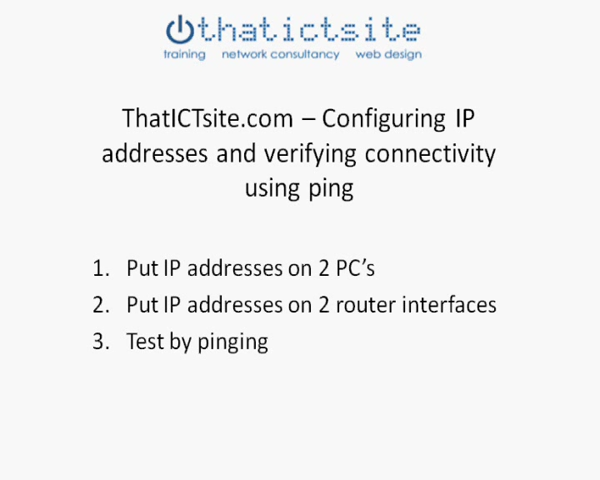 thatictsite
training network consultancy web design
ThatICTsite.com – Configuring IP
addresses and verifying connectivity
using ping
1. Put IP addresses on 2 PC's
2. Put IP addresses on 2 router interfaces
3. Test by pinging